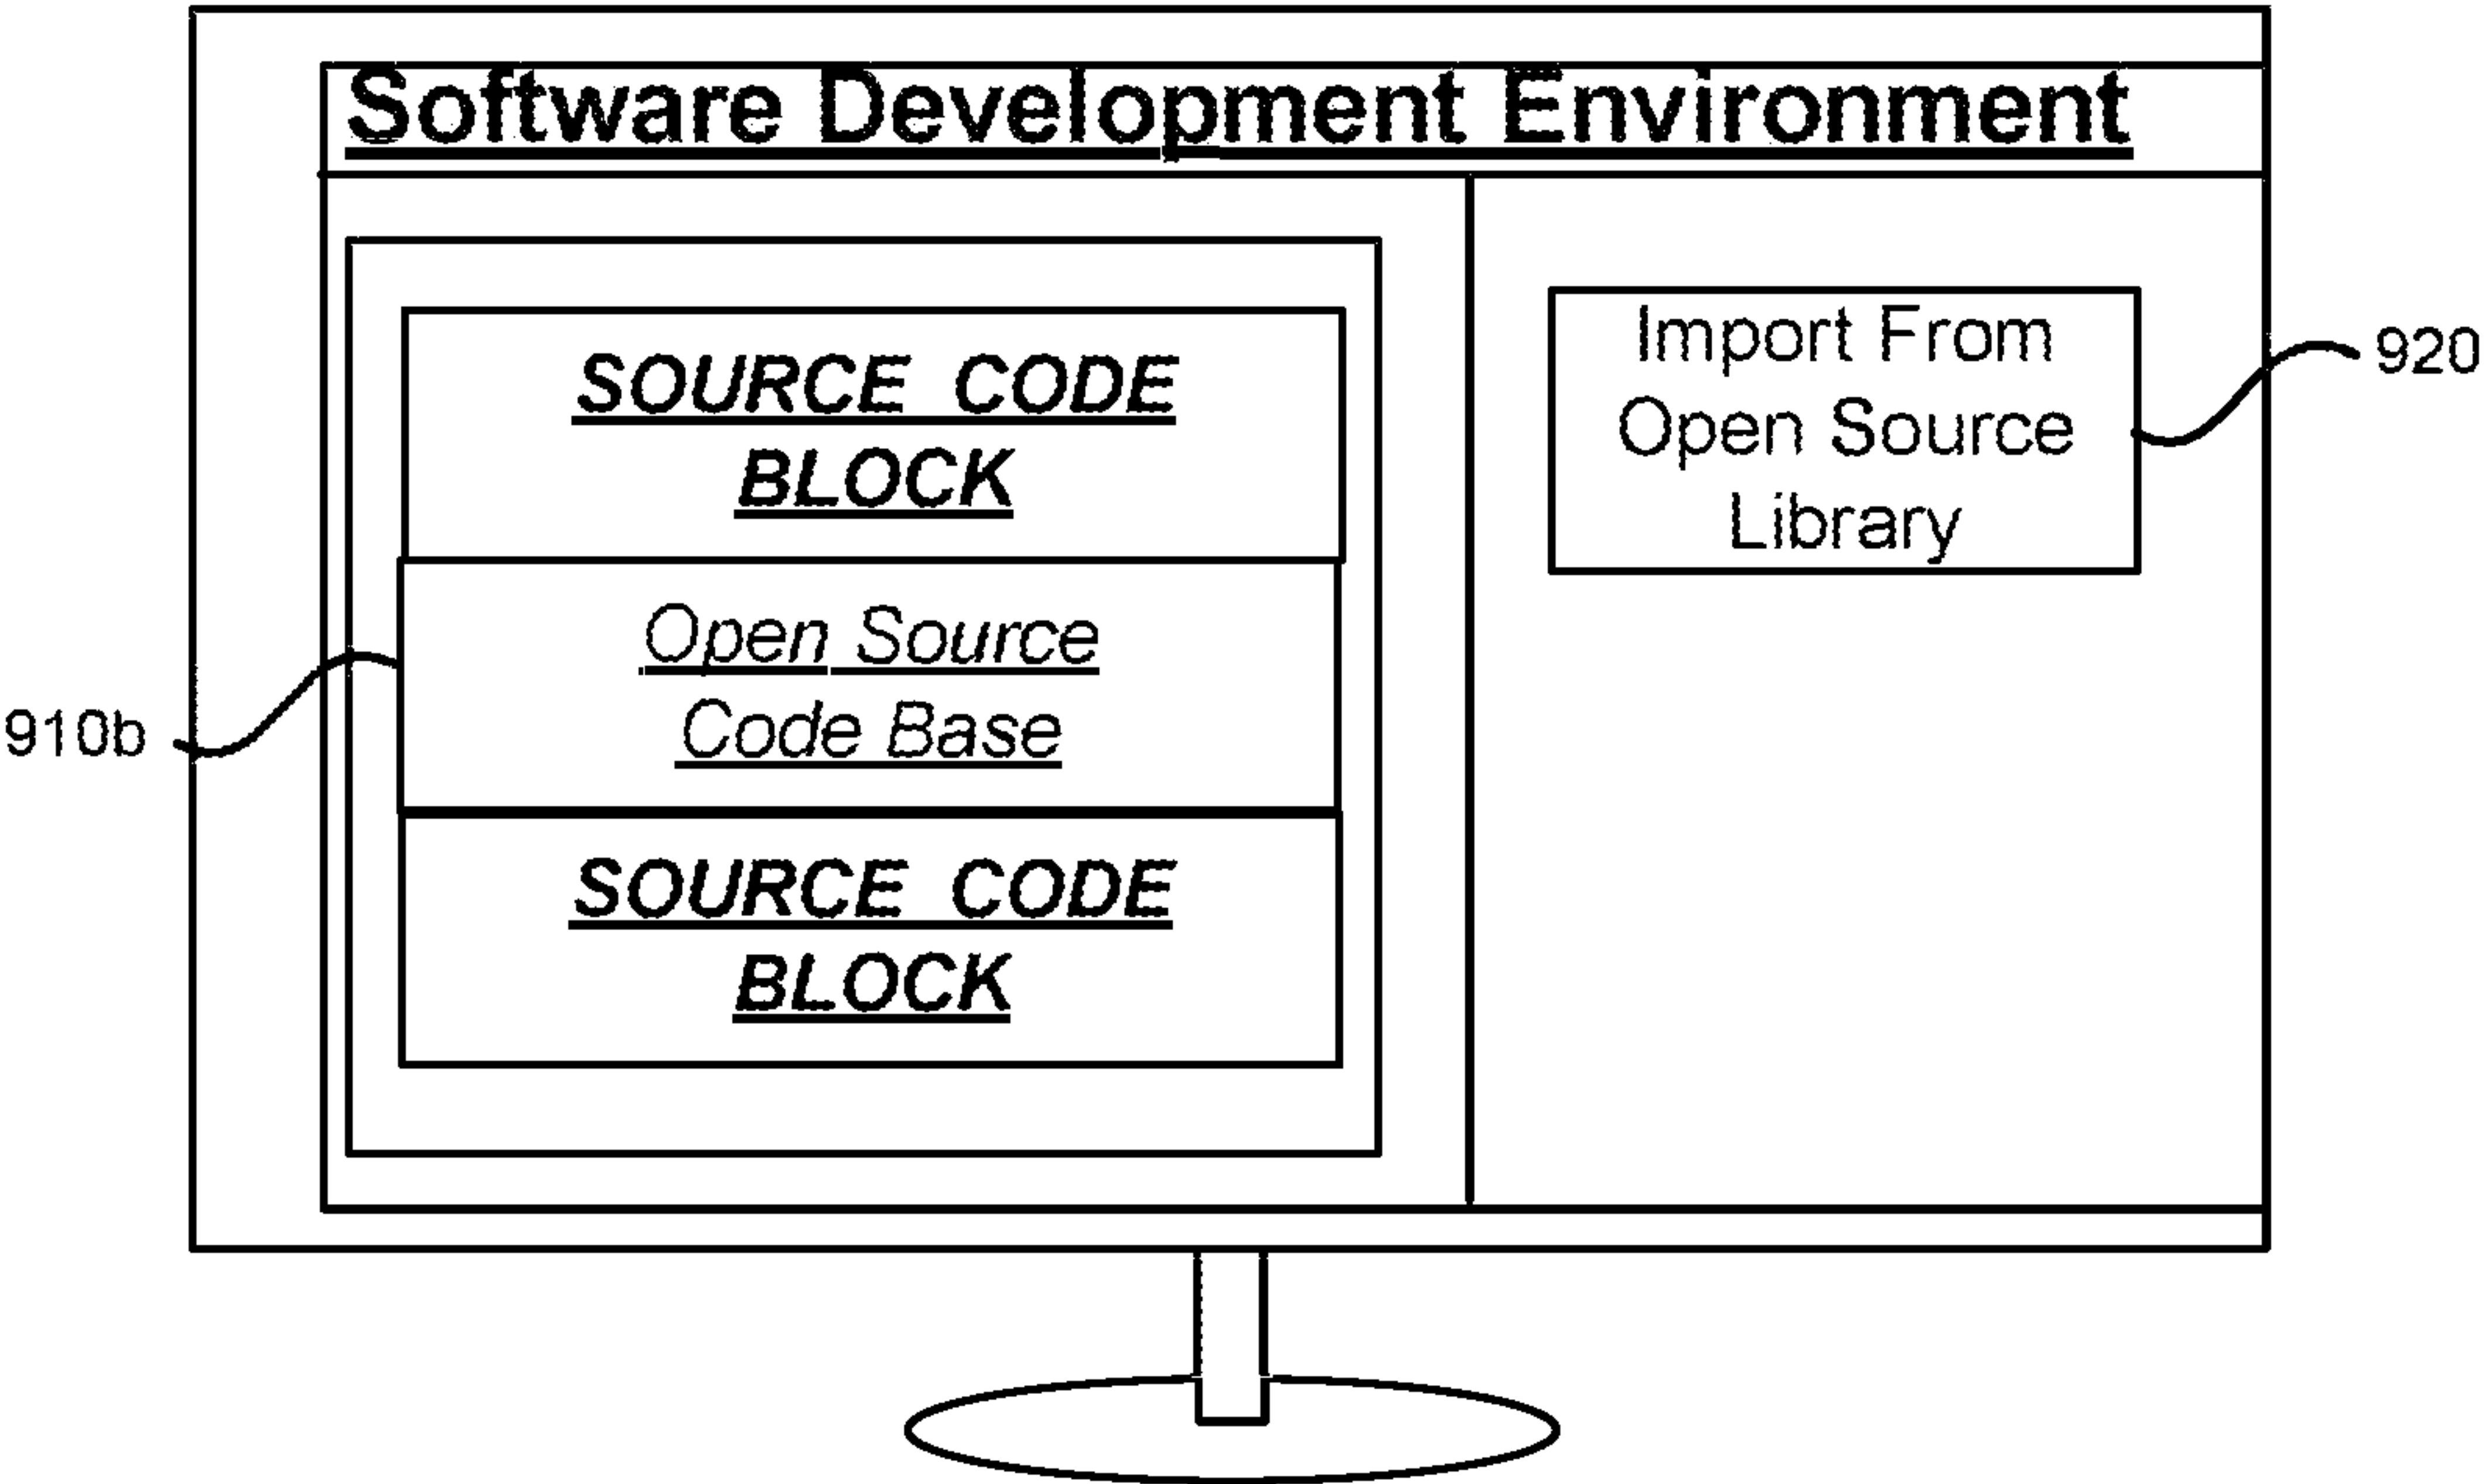 Software Development Environment
SOURCE CODE
BLOCK
Open Source
Code Base
SOURCE CODE
BLOCK
910b
Import From
Open Source
Library
920